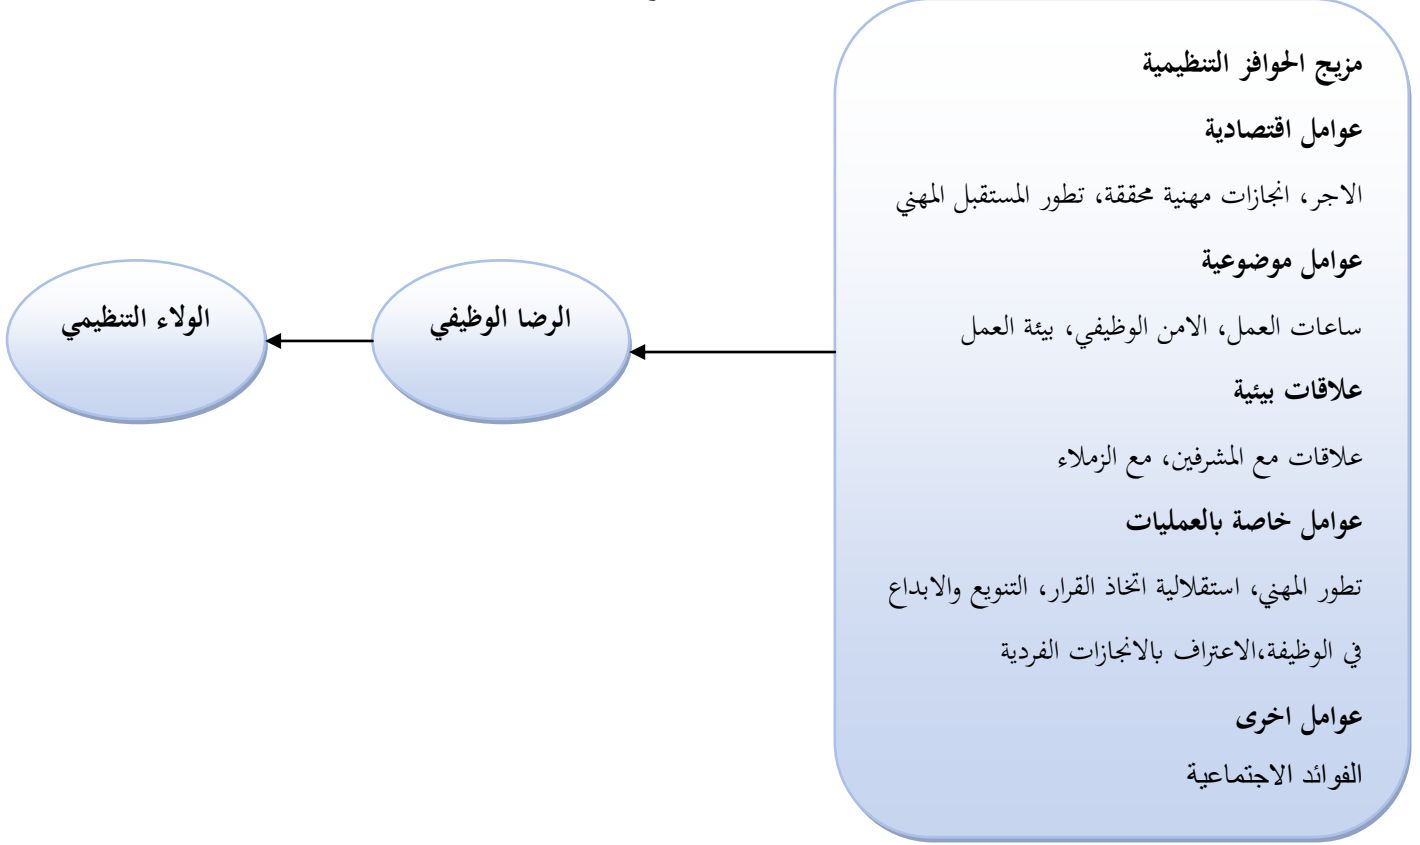 مزيج الحوافز التنظيمية
عوامل اقتصادية
الاجر، انجازات مهنية محققة، تطور المستقبل المهني
عوامل موضوعية
ساعات العمل، الامن الوظيفي، بيئة العمل
علاقات بيئية
علاقات مع المشرفين، مع الزملاء
عوامل خاصة بالعمليات
تطور المهني، استقلالية اتخاذ القرار، التنويع والابداع
في الوظيفة،الاعتراف بالانجازات الفردية
عوامل اخرى
الفوائد الاجتماعية
الرضا الوظيفي
الولاء التنظيمي